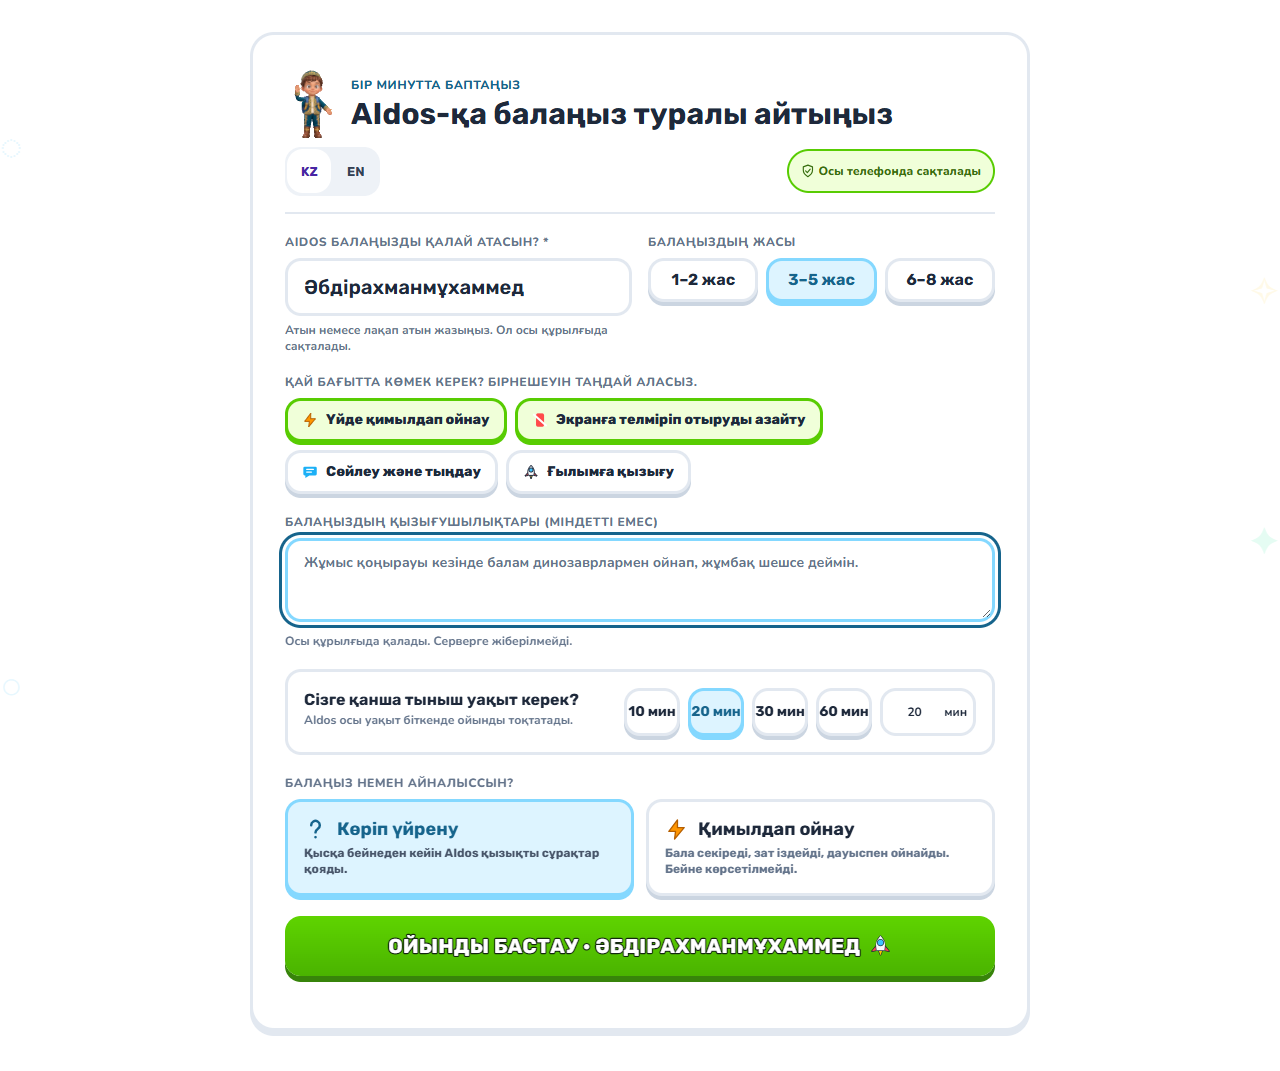 БІР МИНУТТА БАПТАҢЫЗ
AIdos-қа балаңыз туралы айтыңыз
KZ
EN
Осы телефонда сақталады
AIDOS БАЛАҢЫЗДЫ ҚАЛАЙ АТАСЫН? *
Әбдірахманмұхаммед
Атын немесе лақап атын жазыңыз. Ол осы құрылғыда
сақталады.
БАЛАҢЫЗДЫҢ ЖАСЫ
1–2 жас
3–5 жас
6–8 жас
ҚАЙ БАҒЫТТА КӨМЕК КЕРЕК? БІРНЕШЕУІН ТАҢДАЙ АЛАСЫЗ.
Үйде қимылдап ойнау
Экранға телміріп отыруды азайту
Сөйлеу және тыңдау
Ғылымға қызығу
БАЛАҢЫЗДЫҢ ҚЫЗЫҒУШЫЛЫҚТАРЫ (МІНДЕТТІ ЕМЕС)
Жұмыс қоңырауы кезінде балам динозаврлармен ойнап, жұмбақ шешсе деймін.
Осы құрылғыда қалады. Серверге жіберілмейді.
Сізге қанша тыныш уақыт керек?
AIdos осы уақыт біткенде ойынды тоқтатады.
10 мин
20 мин
30 мин
60 мин
20 мин
БАЛАҢЫЗ НЕМЕН АЙНАЛЫССЫН?
Көріп үйрену
Қысқа бейнеден кейін AIdos қызықты сұрақтар
қояды.
Қимылдап ойнау
Бала секіреді, зат іздейді, дауыспен ойнайды.
Бейне көрсетілмейді.
ОЙЫНДЫ БАСТАУ • ӘБДІРАХМАНМҰХАММЕД